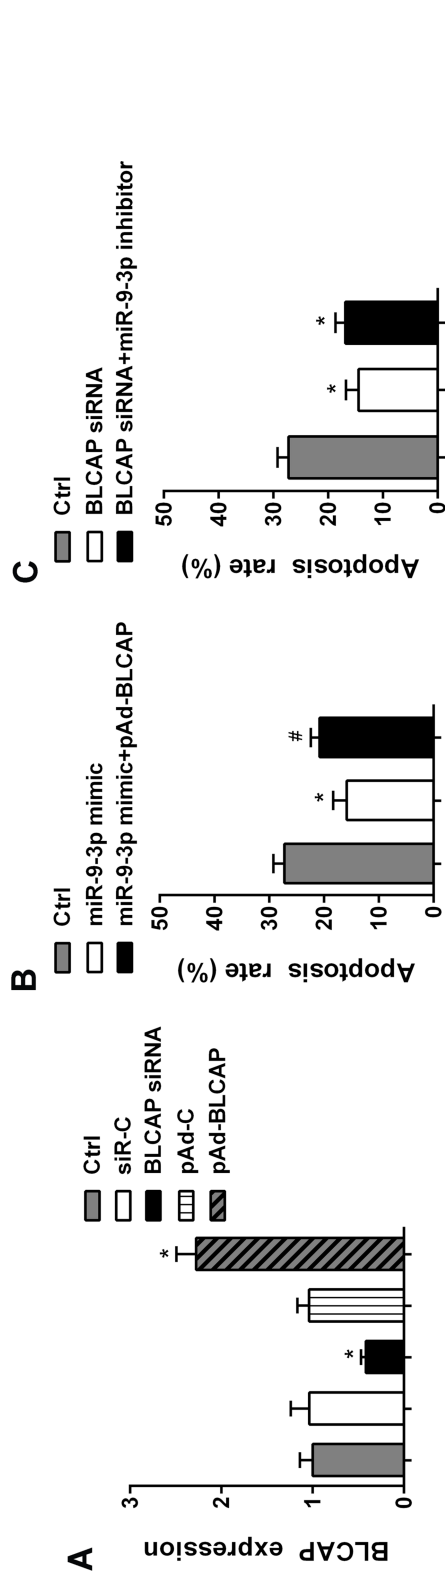 A
BLCAP expression
3
2
1
0
*
*
Ctrl
siR-C
BLCAP siRNA
pAd-C
pAd-BLCAP
B
Ctrl
miR-9-3p mimic
miR-9-3p mimic+pAd-BLCAP
Apoptosis rate (%)
50
40
30
20
10
0
*
#
C
Ctrl
BLCAP siRNA
BLCAP siRNA+miR-9-3p inhibitor
Apoptosis rate (%)
50
40
30
20
10
0
*
*